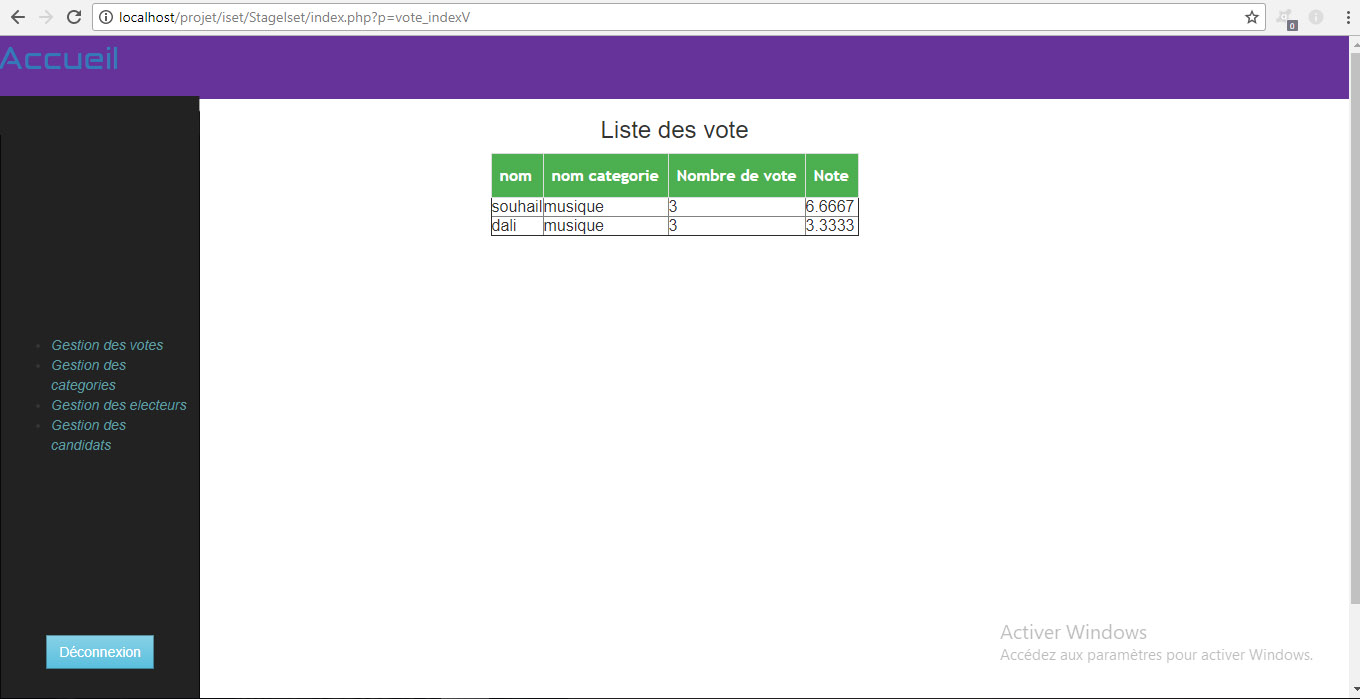 localhost/projet/iset/StageIset/index.php?p=vote_indexV
0
Accueil
Liste des vote
nom nom categorie Nombre de vote Note
souhail musique 3 6.6667
dali musique 3 3.3333
Gestion des votes
Gestion des
categories
Gestion des electeurs
Gestion des
candidats
Déconnexion
Activer Windows
Accédez aux paramètres pour activer Windows.